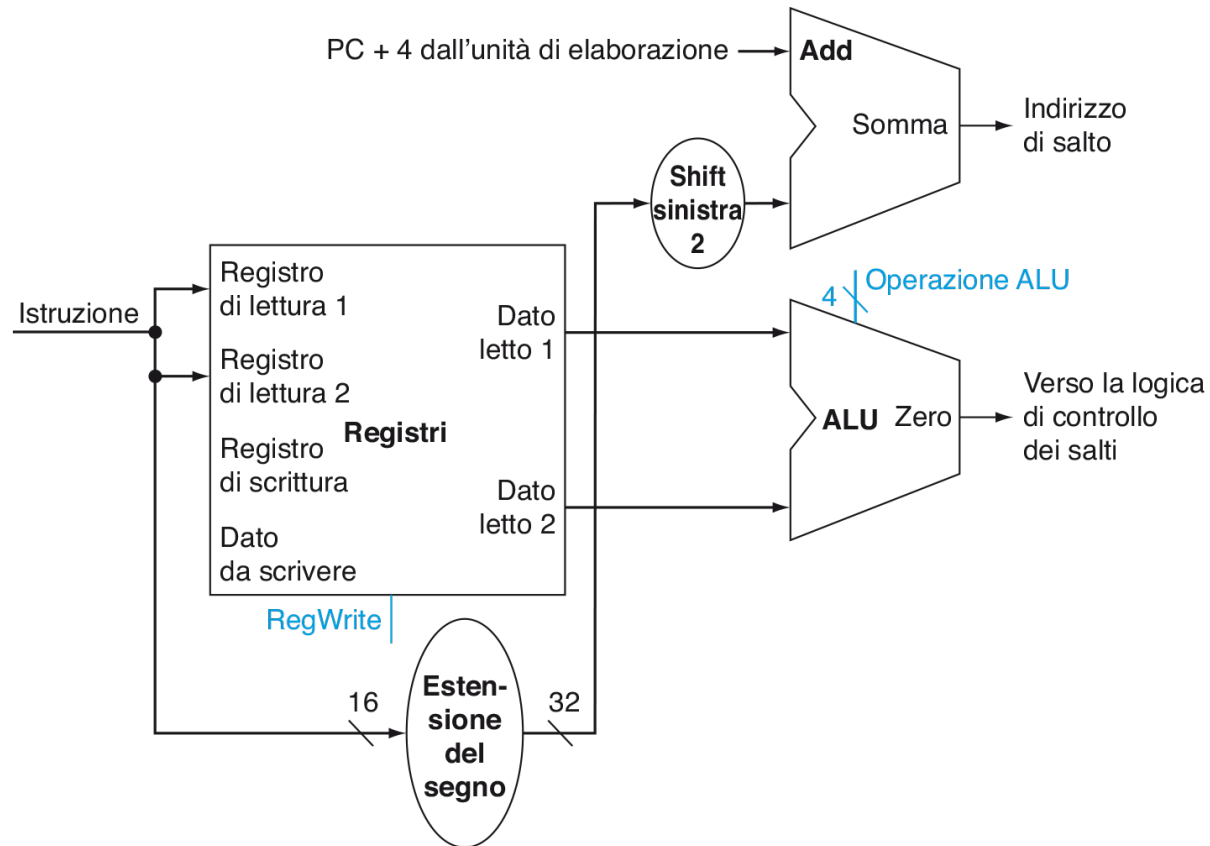 PC + 4 dall'unità di elaborazione
Add
Somma
Indirizzo
di salto
Shift
sinistra
2
Istruzione
Registro
di lettura 1
Registro
di lettura 2
Registri
Registro
di scrittura
Dato
da scrivere
Dato
letto 1
Dato
letto 2
RegWrite
4
Operazione ALU
ALU
Zero
Verso la logica
di controllo
dei salti
16
Esten-
sione
del
segno
32